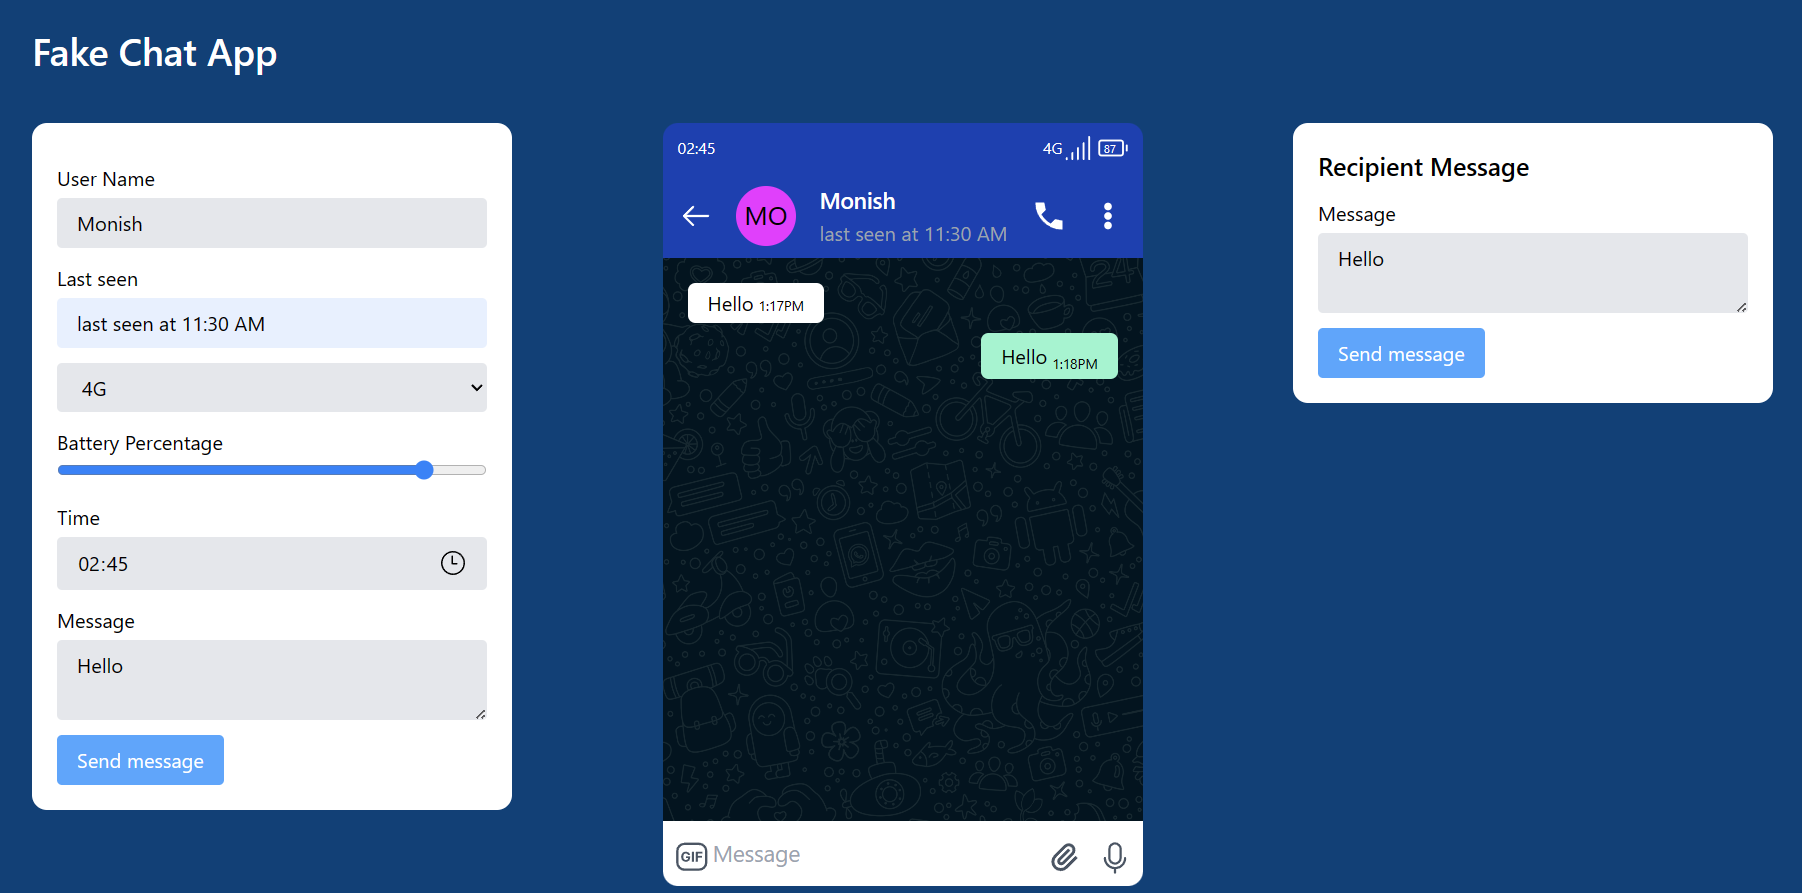 Fake Chat App
User Name
Monish
Last seen
last seen at 11:30 AM
4G
Battery Percentage
Time
02:45
Message
Hello
Send message
02:45
4G
87
MO
Monish
last seen at 11:30 AM
24
Hello 1:17PM
Hello 1:18PM
GIF
Message
Recipient Message
Message
Hello
Send message